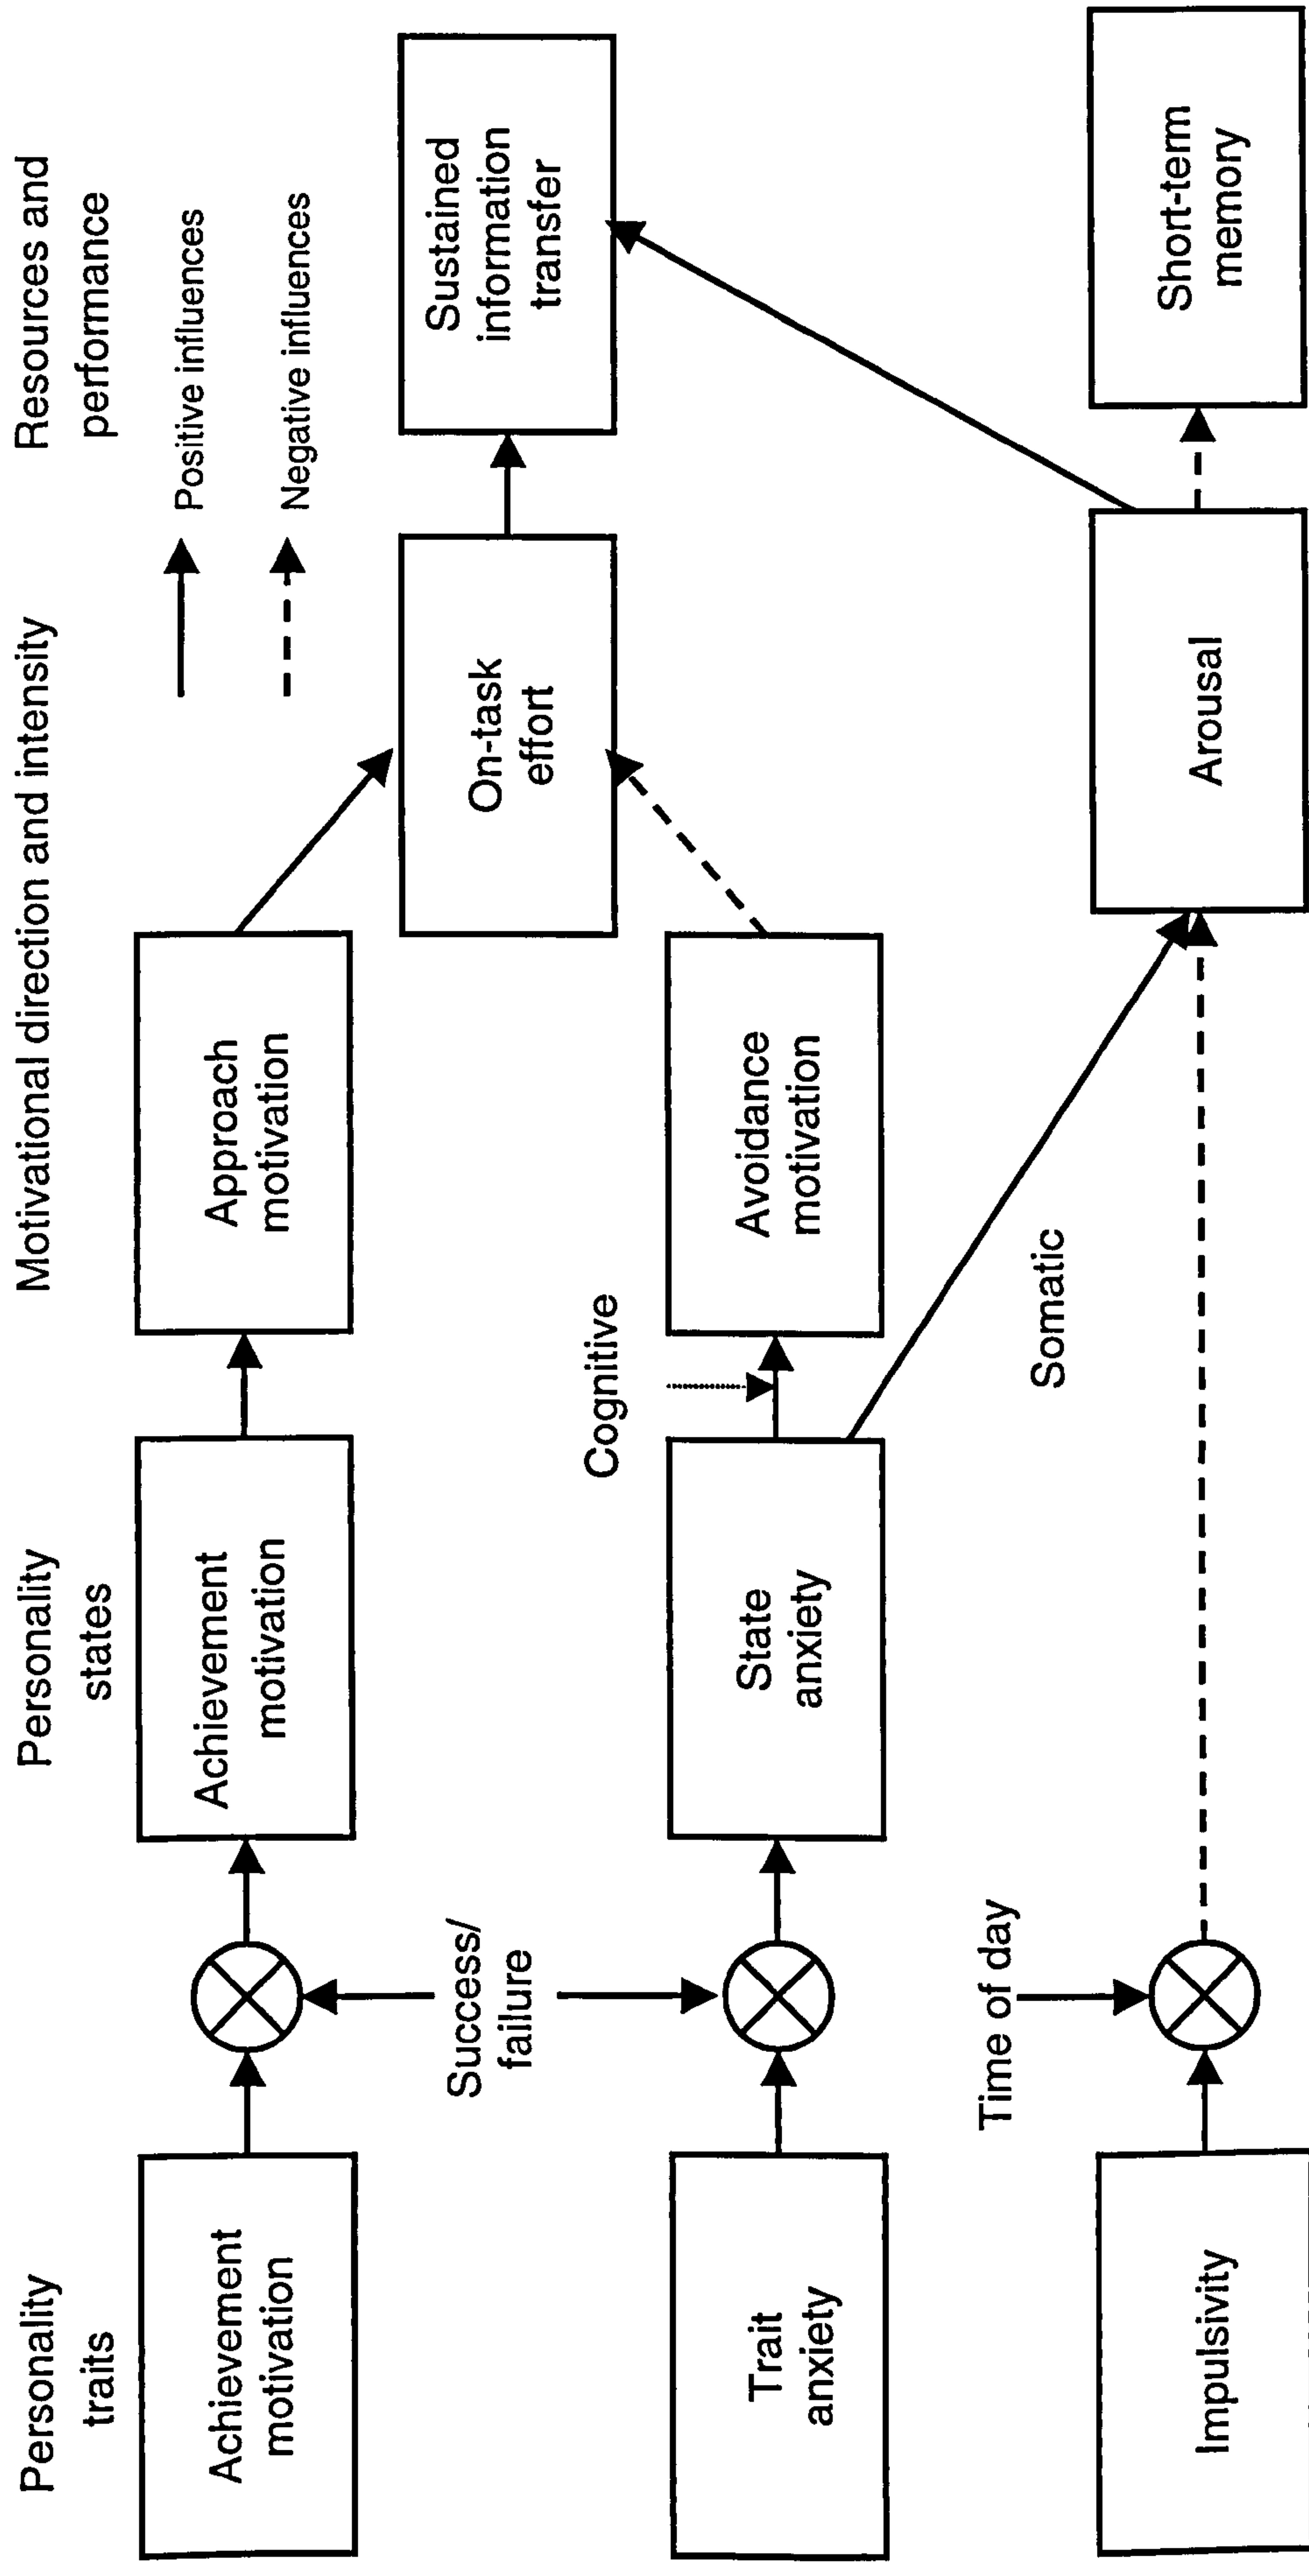 Personality
traits
Personality
states
Motivational direction and intensity
Resources and
performance
Positive influences
Negative influences
Achievement
motivation
Achievement
motivation
Approach
motivation
On-task
effort
Sustained
information
transfer
Success/
failure
Cognitive
Trait
anxiety
State
anxiety
Avoidance
motivation
Time of day
Somatic
Impulsivity
Arousal
Short-term
memory